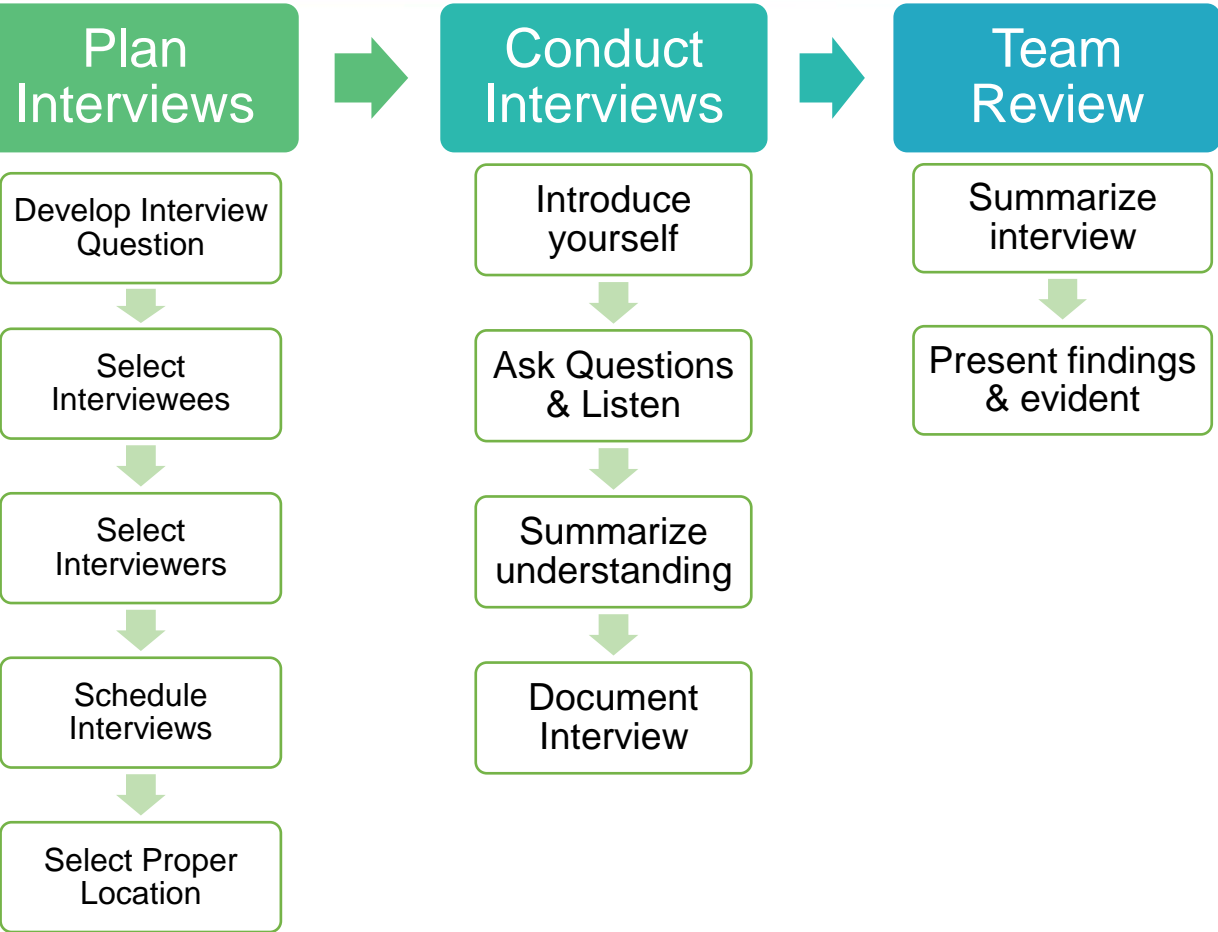 Plan
Interviews
Develop Interview
Question
Select
Interviewees
Select
Interviewers
Schedule
Interviews
Select Proper
Location
Conduct
Interviews
Introduce
yourself
Ask Questions
& Listen
Summarize
understanding
Document
Interview
Team
Review
Summarize
interview
Present findings
& evident